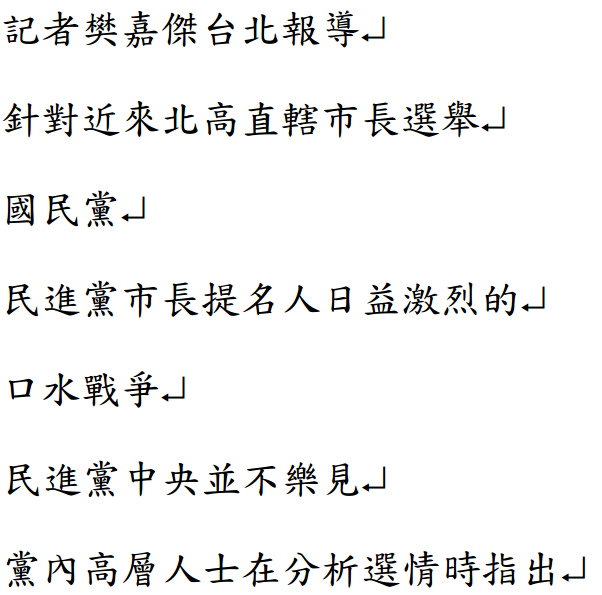 記者樊嘉傑台北報導↵
針對近來北高直轄市長選舉↵
國民黨↵
民進黨市長提名人日益激烈的↵
口水戰爭↵
民進黨中央並不樂見↵
黨內高層人士在分析選情時指出↵